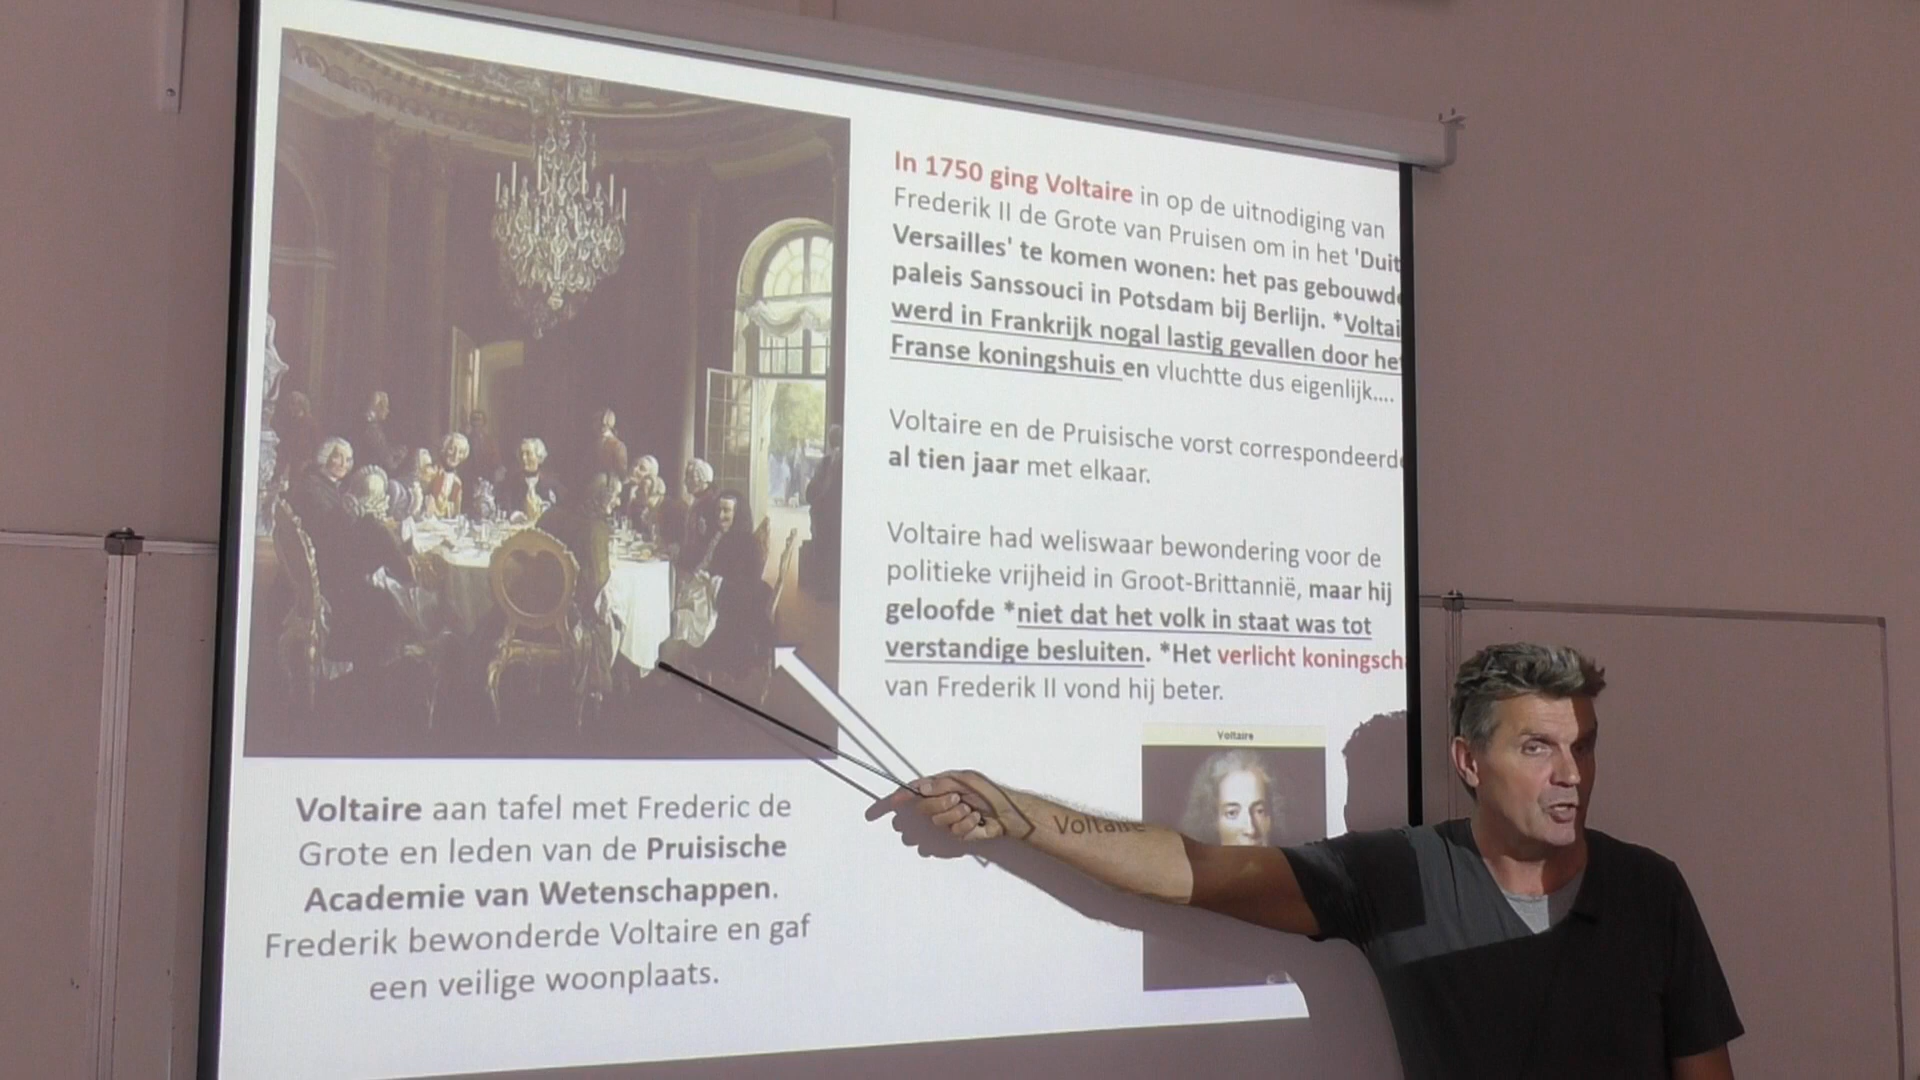 In 1750 ging Voltaire in op de uitnodiging van
Frederik II de Grote van Pruisen om in het 'Duit
Versailles' te komen wonen: het pas gebouwde
paleis Sanssouci in Potsdam bij Berlijn. *Voltai
werd in Frankrijk nogal lastig gevallen door het
Franse koningshuis en vluchtte dus eigenlijk....
Voltaire en de Pruisische vorst correspondeerde
al tien jaar met elkaar.
Voltaire had weliswaar bewondering voor de
politieke vrijheid in Groot-Brittannië, maar hij
geloofde *niet dat het volk in staat was tot
verstandige besluiten. *Het verlicht koningsch
van Frederik II vond hij beter.
Voltaire
Voltaire
Voltaire aan tafel met Frederic de
Grote en leden van de Pruisische
Academie van Wetenschappen.
Frederik bewonderde Voltaire en gaf
een veilige woonplaats.